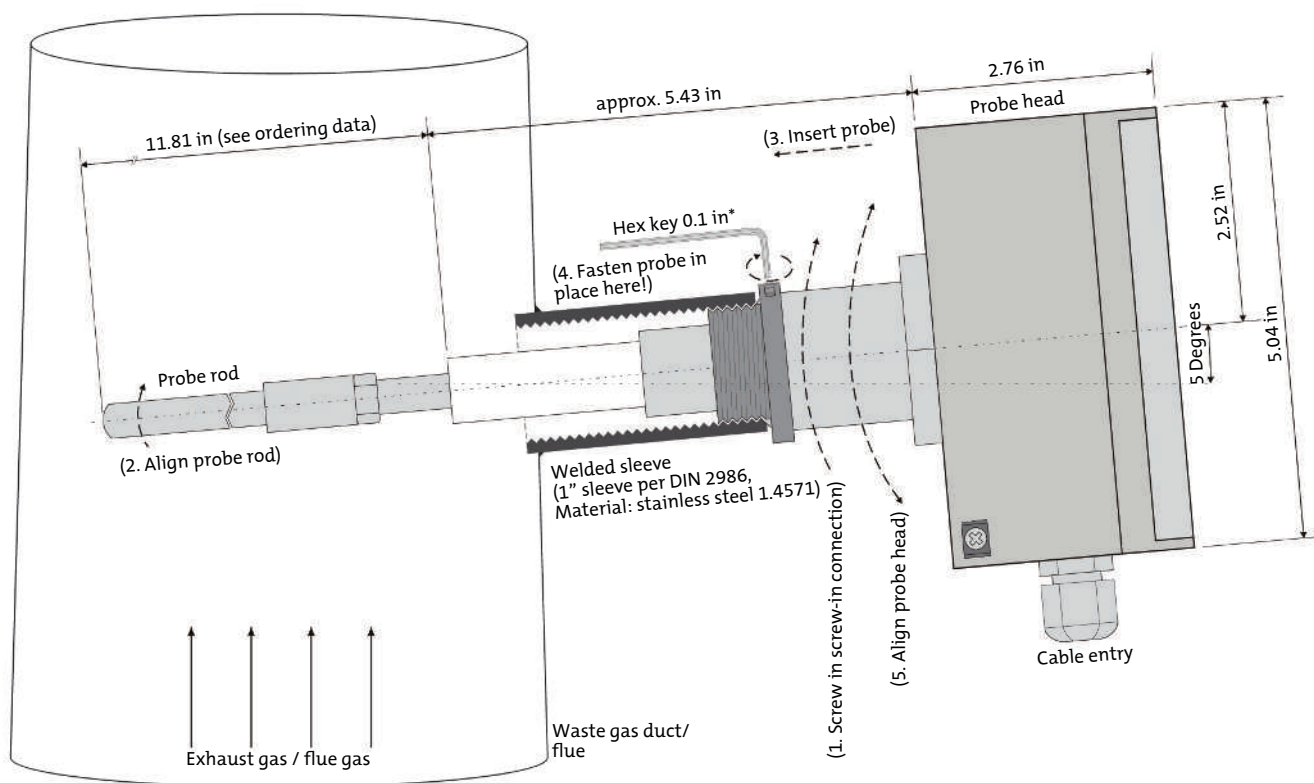 2.76 in
approx. 5.43 in
Probe head
11.81 in (see ordering data)
(3. Insert probe)
2.52 in
Hex key 0.1 in*
(4. Fasten probe in
place here!)
5 Degrees
5.04 in
Probe rod
(2. Align probe rod)
Welded sleeve
(1” sleeve per DIN 2986,
Material: stainless steel 1.4571)
(1. Screw in screw-in connection)
(5. Align probe head)
Cable entry
Waste gas duct/
flue
Exhaust gas / flue gas